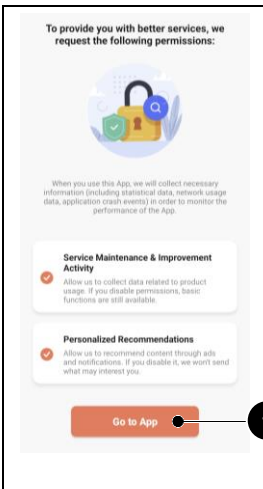 To provide you with better services, we
request the following permissions:
When you use this App, we will collect necessary
information (including statistical data, network usage
data, application crash events) in order to monitor the
performance of the App.
Service Maintenance & Improvement
Activity
Allow us to collect data related to product
usage. If you disable permissions, basic
functions are still available.
Personalized Recommendations
Allow us to recommend content through ads
and notifications. If you disable it, we won't send
what may interest you.
Go to App